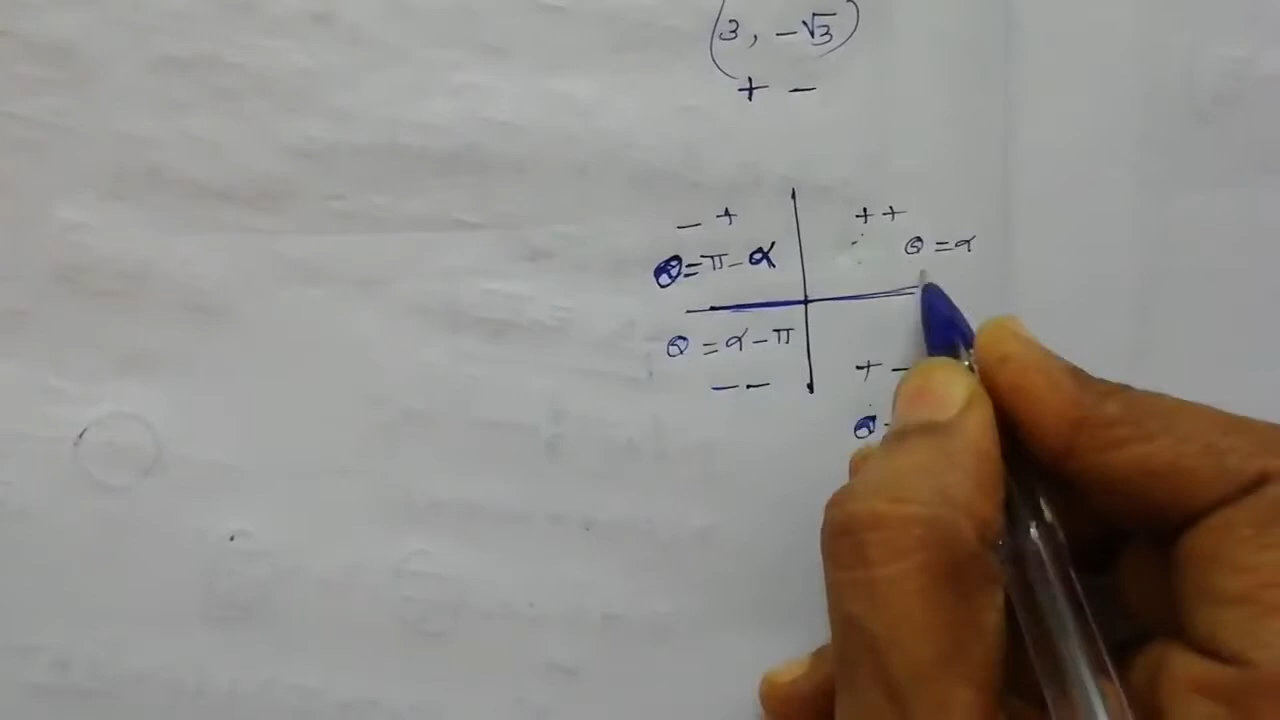 (3, -√3)
+ -
- + ++
θ=π-α θ=α
θ=α-π
-- + -
θ